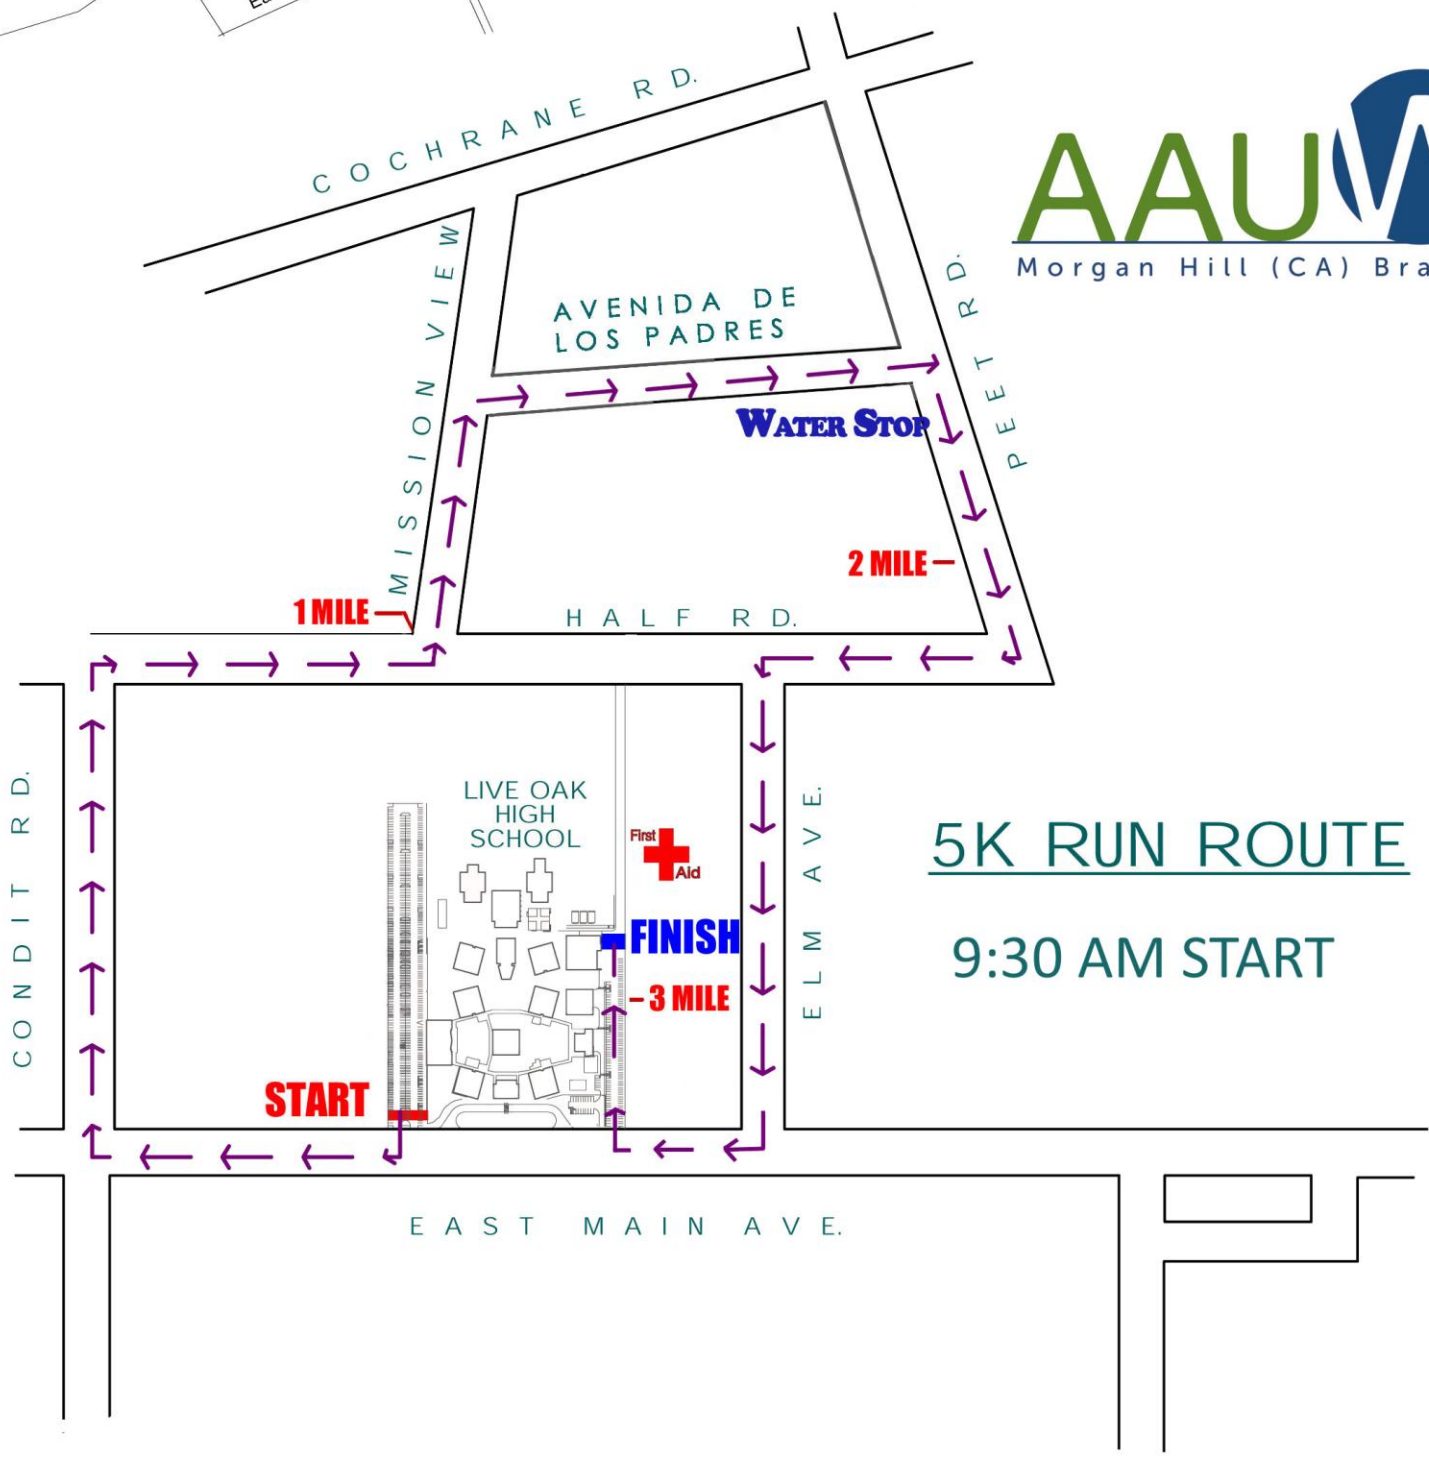 COCHRANE RD.
AAUW
Morgan Hill (CA)
MISSION VIEW
AVENIDA DE
LOS PADRES
PEET RD.
WATER STOP
2 MILE
1 MILE
HALF RD.
CONDIT RD.
LIVE OAK
HIGH
SCHOOL
First
Aid
ELM AVE.
5K RUN ROUTE
FINISH
9:30 AM START
3 MILE
START
EAST MAIN AVE.